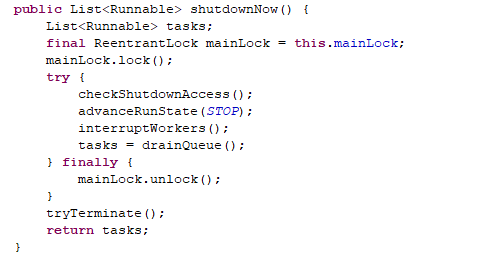 public List<Runnable> shutdownNow() {
    List<Runnable> tasks;
    final ReentrantLock mainLock = this.mainLock;
    mainLock.lock();
    try {
        checkShutdownAccess();
        advanceRunState(STOP);
        interruptWorkers();
        tasks = drainQueue();
    } finally {
        mainLock.unlock();
    }
    tryTerminate();
    return tasks;
}